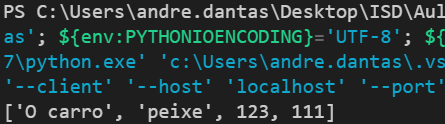 PS C:\Users\andre.dantas\Desktop\ISD\Aul
as'; ${env:PYTHONIOENCODING}='UTF-8'; $
7\python.exe' 'c:\Users\andre.dantas\.vs
'--client' '--host' 'localhost' '--port'
['O carro', 'peixe', 123, 111]